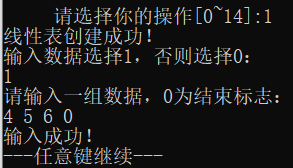 请选择你的操作[0~14]:1
线性表创建成功！
输入数据选择1，否则选择0：
1
请输入一组数据，0为结束标志：
4 5 6 0
输入成功！
---任意键继续---